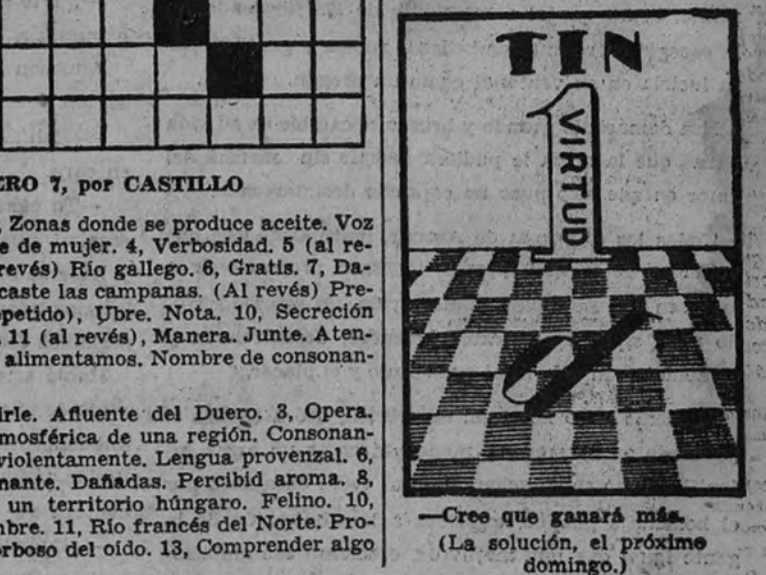 ERO 7, por CASTILLO
, Zonas donde se produce aceite. Voz
e de mujer. 4, Verbosidad. 5 (al re-
revés) Río gallego. 6, Gratis. 7, Da-
caste las campanas. (Al revés) Pre-
epetido), Ubre. Nota. 10, Secreción
11 (al revés), Manera. Junte. Aten-
alimentamos. Nombre de consonan-
irle. Afluente del Duero. 3, Opera.
mosférica de una región. Consonan-
violentamente. Lengua provenzal. 6,
nante. Dañadas. Percibid aroma. 8,
un territorio húngaro. Felino. 10,
mbre. 11, Río francés del Norte. Pro-
orboso del oído. 13, Comprender algo
TIN
1
VIRTUD
—Cree que ganará más.
(La solución, el próximo
domingo.)